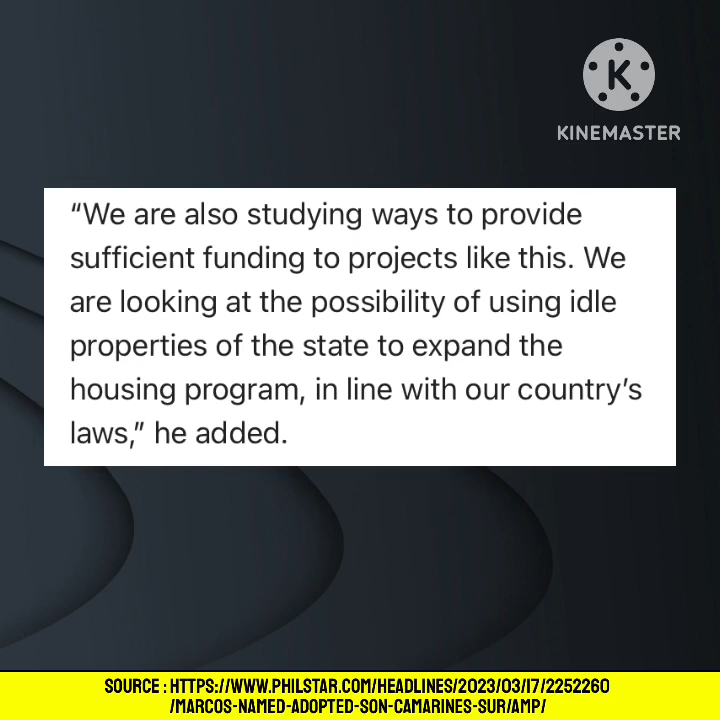 K
KINEMASTER
“We are also studying ways to provide
sufficient funding to projects like this. We
are looking at the possibility of using idle
properties of the state to expand the
housing program, in line with our country’s
laws,” he added.
SOURCE : HTTPS://WWW.PHILSTAR.COM/HEADLINES/2023/03/17/2252260
/MARCOS-NAMED-ADOPTED-SON-CAMARINES-SUR/AMP/